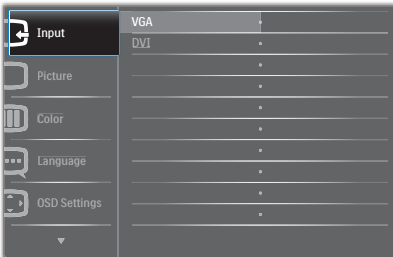 Input
VGA
DVI
Picture
Color
Language
OSD Settings